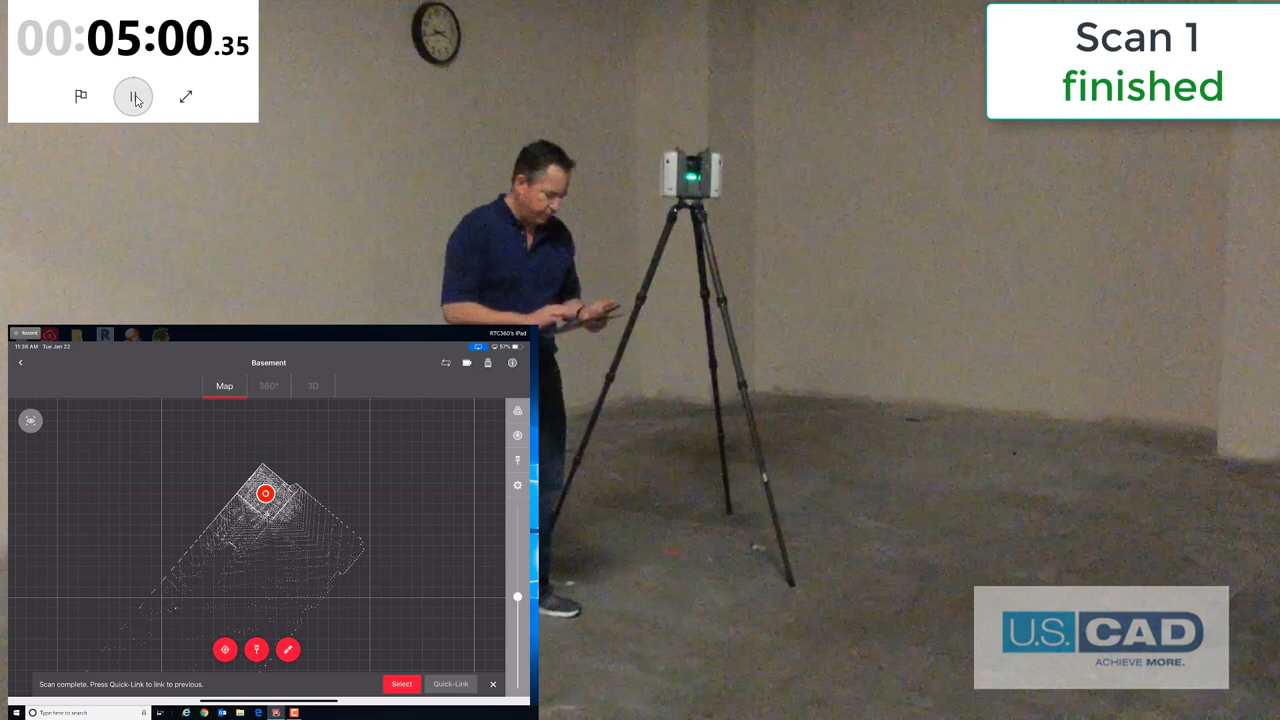 00:05:00.35
Scan 1
finished
Record
RTC360's iPad
11:38 AM Tue Jan 22
57%
Basement
Map
360°
3D
Scan complete. Press Quick-Link to link to previous.
Select
Quick-Link
Type here to search
U.S. CAD
ACHIEVE MORE.